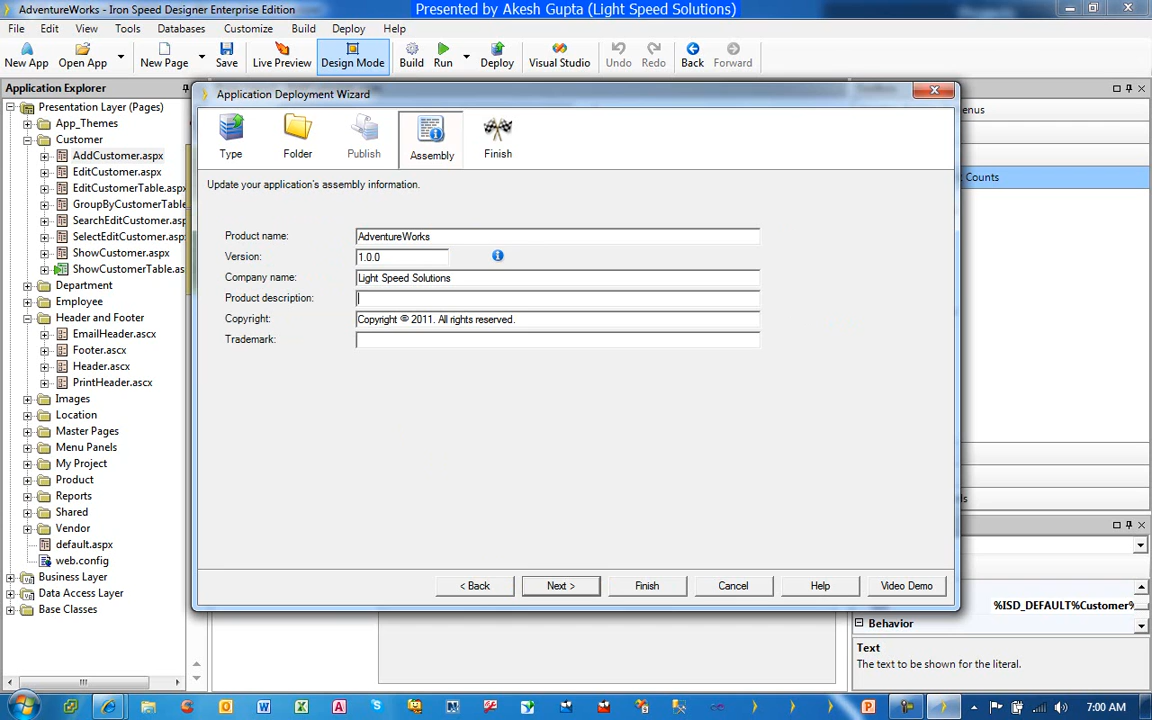 AdventureWorks - Iron Speed Designer Enterprise Edition
Presented by Akesh Gupta (Light Speed Solutions)
File Edit View Tools Databases Customize Build Deploy Help
New App Open App New Page Save Live Preview Design Mode Build Run Deploy Visual Studio Undo Redo Back Forward
Application Explorer
Presentation Layer (Pages)
App_Themes
Customer
AddCustomer.aspx
EditCustomer.aspx
EditCustomerTable.aspx
GroupByCustomerTable
SearchEditCustomer.asp
SelectEditCustomer.asp
ShowCustomer.aspx
ShowCustomerTable.as
Department
Employee
Header and Footer
EmailHeader.ascx
Footer.ascx
Header.ascx
PrintHeader.ascx
Images
Location
Master Pages
Menu Panels
My Project
Product
Reports
Shared
Vendor
default.aspx
web.config
Business Layer
Data Access Layer
Base Classes
Application Deployment Wizard
Type Folder Publish Assembly Finish
Update your application's assembly information.
Product name: AdventureWorks
Version: 1.0.0
Company name: Light Speed Solutions
Product description:
Copyright: Copyright © 2011. All rights reserved.
Trademark:
< Back Next > Finish Cancel Help Video Demo
enus
Counts
%ISD_DEFAULT%Customer%
Behavior
Text
The text to be shown for the literal.
7:00 AM